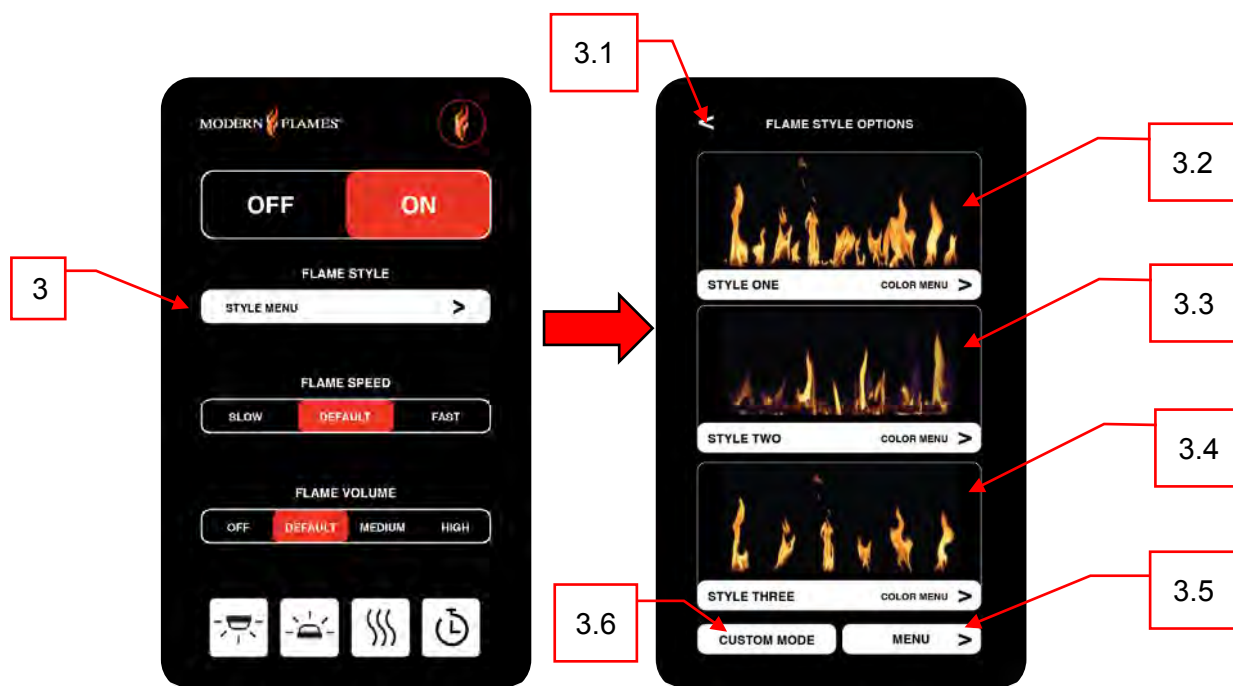 3.1
MODERN FLAMES
FLAME STYLE OPTIONS
3.2
OFF ON
3.3
3
FLAME STYLE
STYLE MENU >
STYLE ONE COLOR MENU >
FLAME SPEED
SLOW DEFAULT FAST
STYLE TWO COLOR MENU >
3.4
FLAME VOLUME
OFF DEFAULT MEDIUM HIGH
STYLE THREE COLOR MENU >
3.5
3.6
CUSTOM MODE MENU >